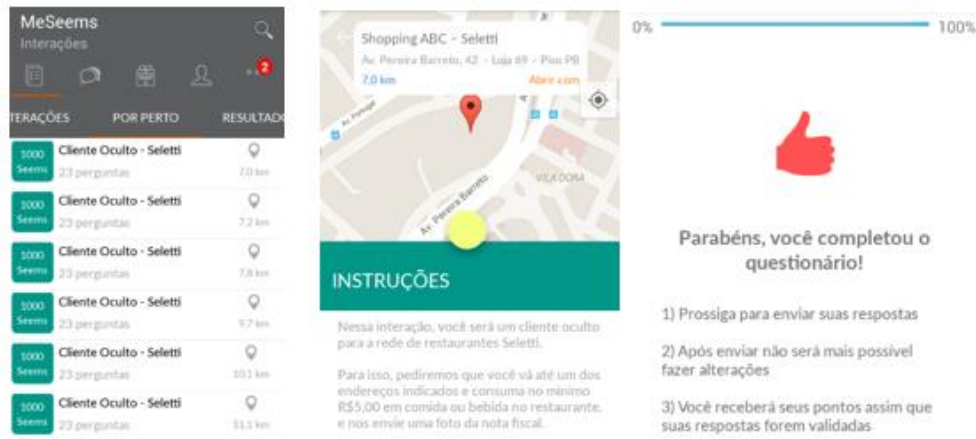 MeSeems
Interações
2
TERAÇÕES POR PERTO RESULTADO
1000 Seems Cliente Oculto - Seletti
23 perguntas 7.0 km
1000 Seems Cliente Oculto - Seletti
23 perguntas 7.2 km
1000 Seems Cliente Oculto - Seletti
23 perguntas 7.8 km
1000 Seems Cliente Oculto - Seletti
23 perguntas 9.7 km
1000 Seems Cliente Oculto - Seletti
23 perguntas 10.1 km
1000 Seems Cliente Oculto - Seletti
23 perguntas 11.1 km
Shopping ABC – Seletti
Av. Pereira Barreto, 42 - Loja 69 - Piso PB
7.0 km Abrir com
Av. Portugal
VILA DORA
Av. Pereira Barreto
INSTRUÇÕES
Nessa interação, você será um cliente oculto
para a rede de restaurantes Seletti.
Para isso, pediremos que você vá até um dos
endereços indicados e consuma no mínimo
R$5,00 em comida ou bebida no restaurante,
e nos envie uma foto da nota fiscal.
0% 100%
Parabéns, você completou o
questionário!
1) Prossiga para enviar suas respostas
2) Após enviar não será mais possível
fazer alterações
3) Você receberá seus pontos assim que
suas respostas forem validadas